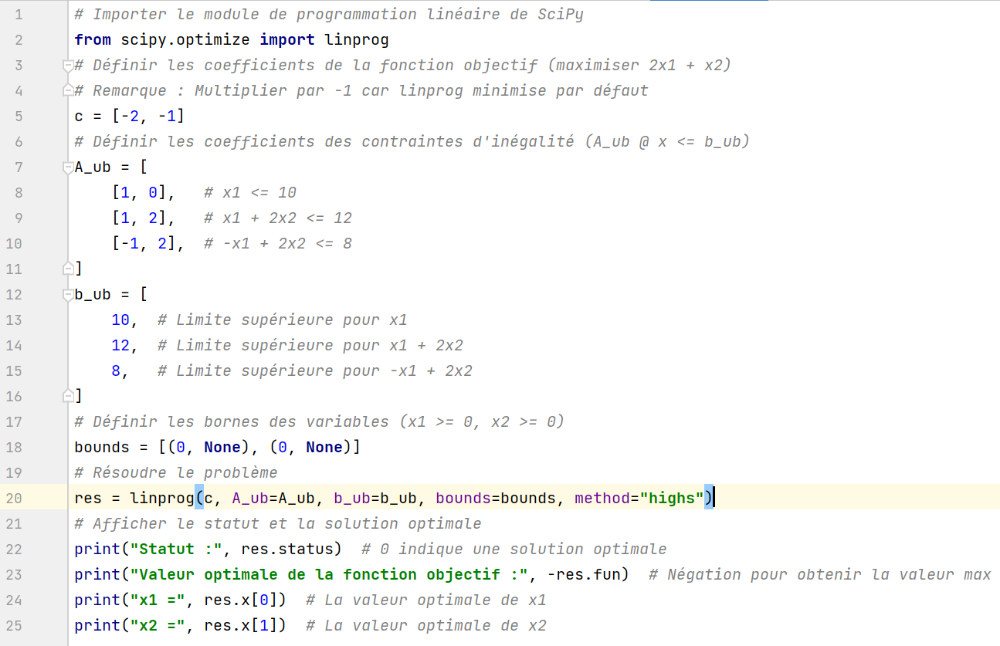 1 # Importer le module de programmation linéaire de SciPy
2 from scipy.optimize import linprog
3 # Définir les coefficients de la fonction objectif (maximiser 2x1 + x2)
4 # Remarque : Multiplier par -1 car linprog minimise par défaut
5 c = [-2, -1]
6 # Définir les coefficients des contraintes d'inégalité (A_ub @ x <= b_ub)
7 A_ub = [
8     [1, 0],   # x1 <= 10
9     [1, 2],   # x1 + 2x2 <= 12
10     [-1, 2],  # -x1 + 2x2 <= 8
11 ]
12 b_ub = [
13     10,  # Limite supérieure pour x1
14     12,  # Limite supérieure pour x1 + 2x2
15     8,   # Limite supérieure pour -x1 + 2x2
16 ]
17 # Définir les bornes des variables (x1 >= 0, x2 >= 0)
18 bounds = [(0, None), (0, None)]
19 # Résoudre le problème
20 res = linprog(c, A_ub=A_ub, b_ub=b_ub, bounds=bounds, method="highs")
21 # Afficher le statut et la solution optimale
22 print("Statut :", res.status)  # 0 indique une solution optimale
23 print("Valeur optimale de la fonction objectif :", -res.fun)  # Négation pour obtenir la valeur max
24 print("x1 =", res.x[0])  # La valeur optimale de x1
25 print("x2 =", res.x[1])  # La valeur optimale de x2